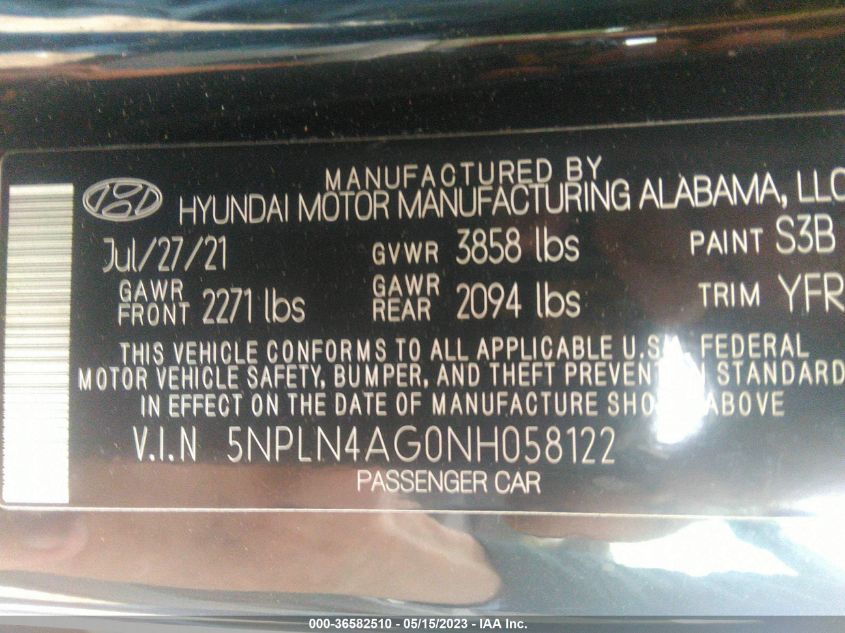 MANUFACTURED BY
HYUNDAI MOTOR MANUFACTURING ALABAMA, LLC
Jul/27/21 GVWR 3858 lbs PAINT S3B
GAWR FRONT 2271 lbs GAWR REAR 2094 lbs TRIM YFR
THIS VEHICLE CONFORMS TO ALL APPLICABLE U.S.A. FEDERAL
MOTOR VEHICLE SAFETY, BUMPER, AND THEFT PREVENTION STANDARD
IN EFFECT ON THE DATE OF MANUFACTURE SHOWN ABOVE
V.I.N 5NPLN4AG0NH058122
PASSENGER CAR
000-36582510 - 05/15/2023 - IAA Inc.